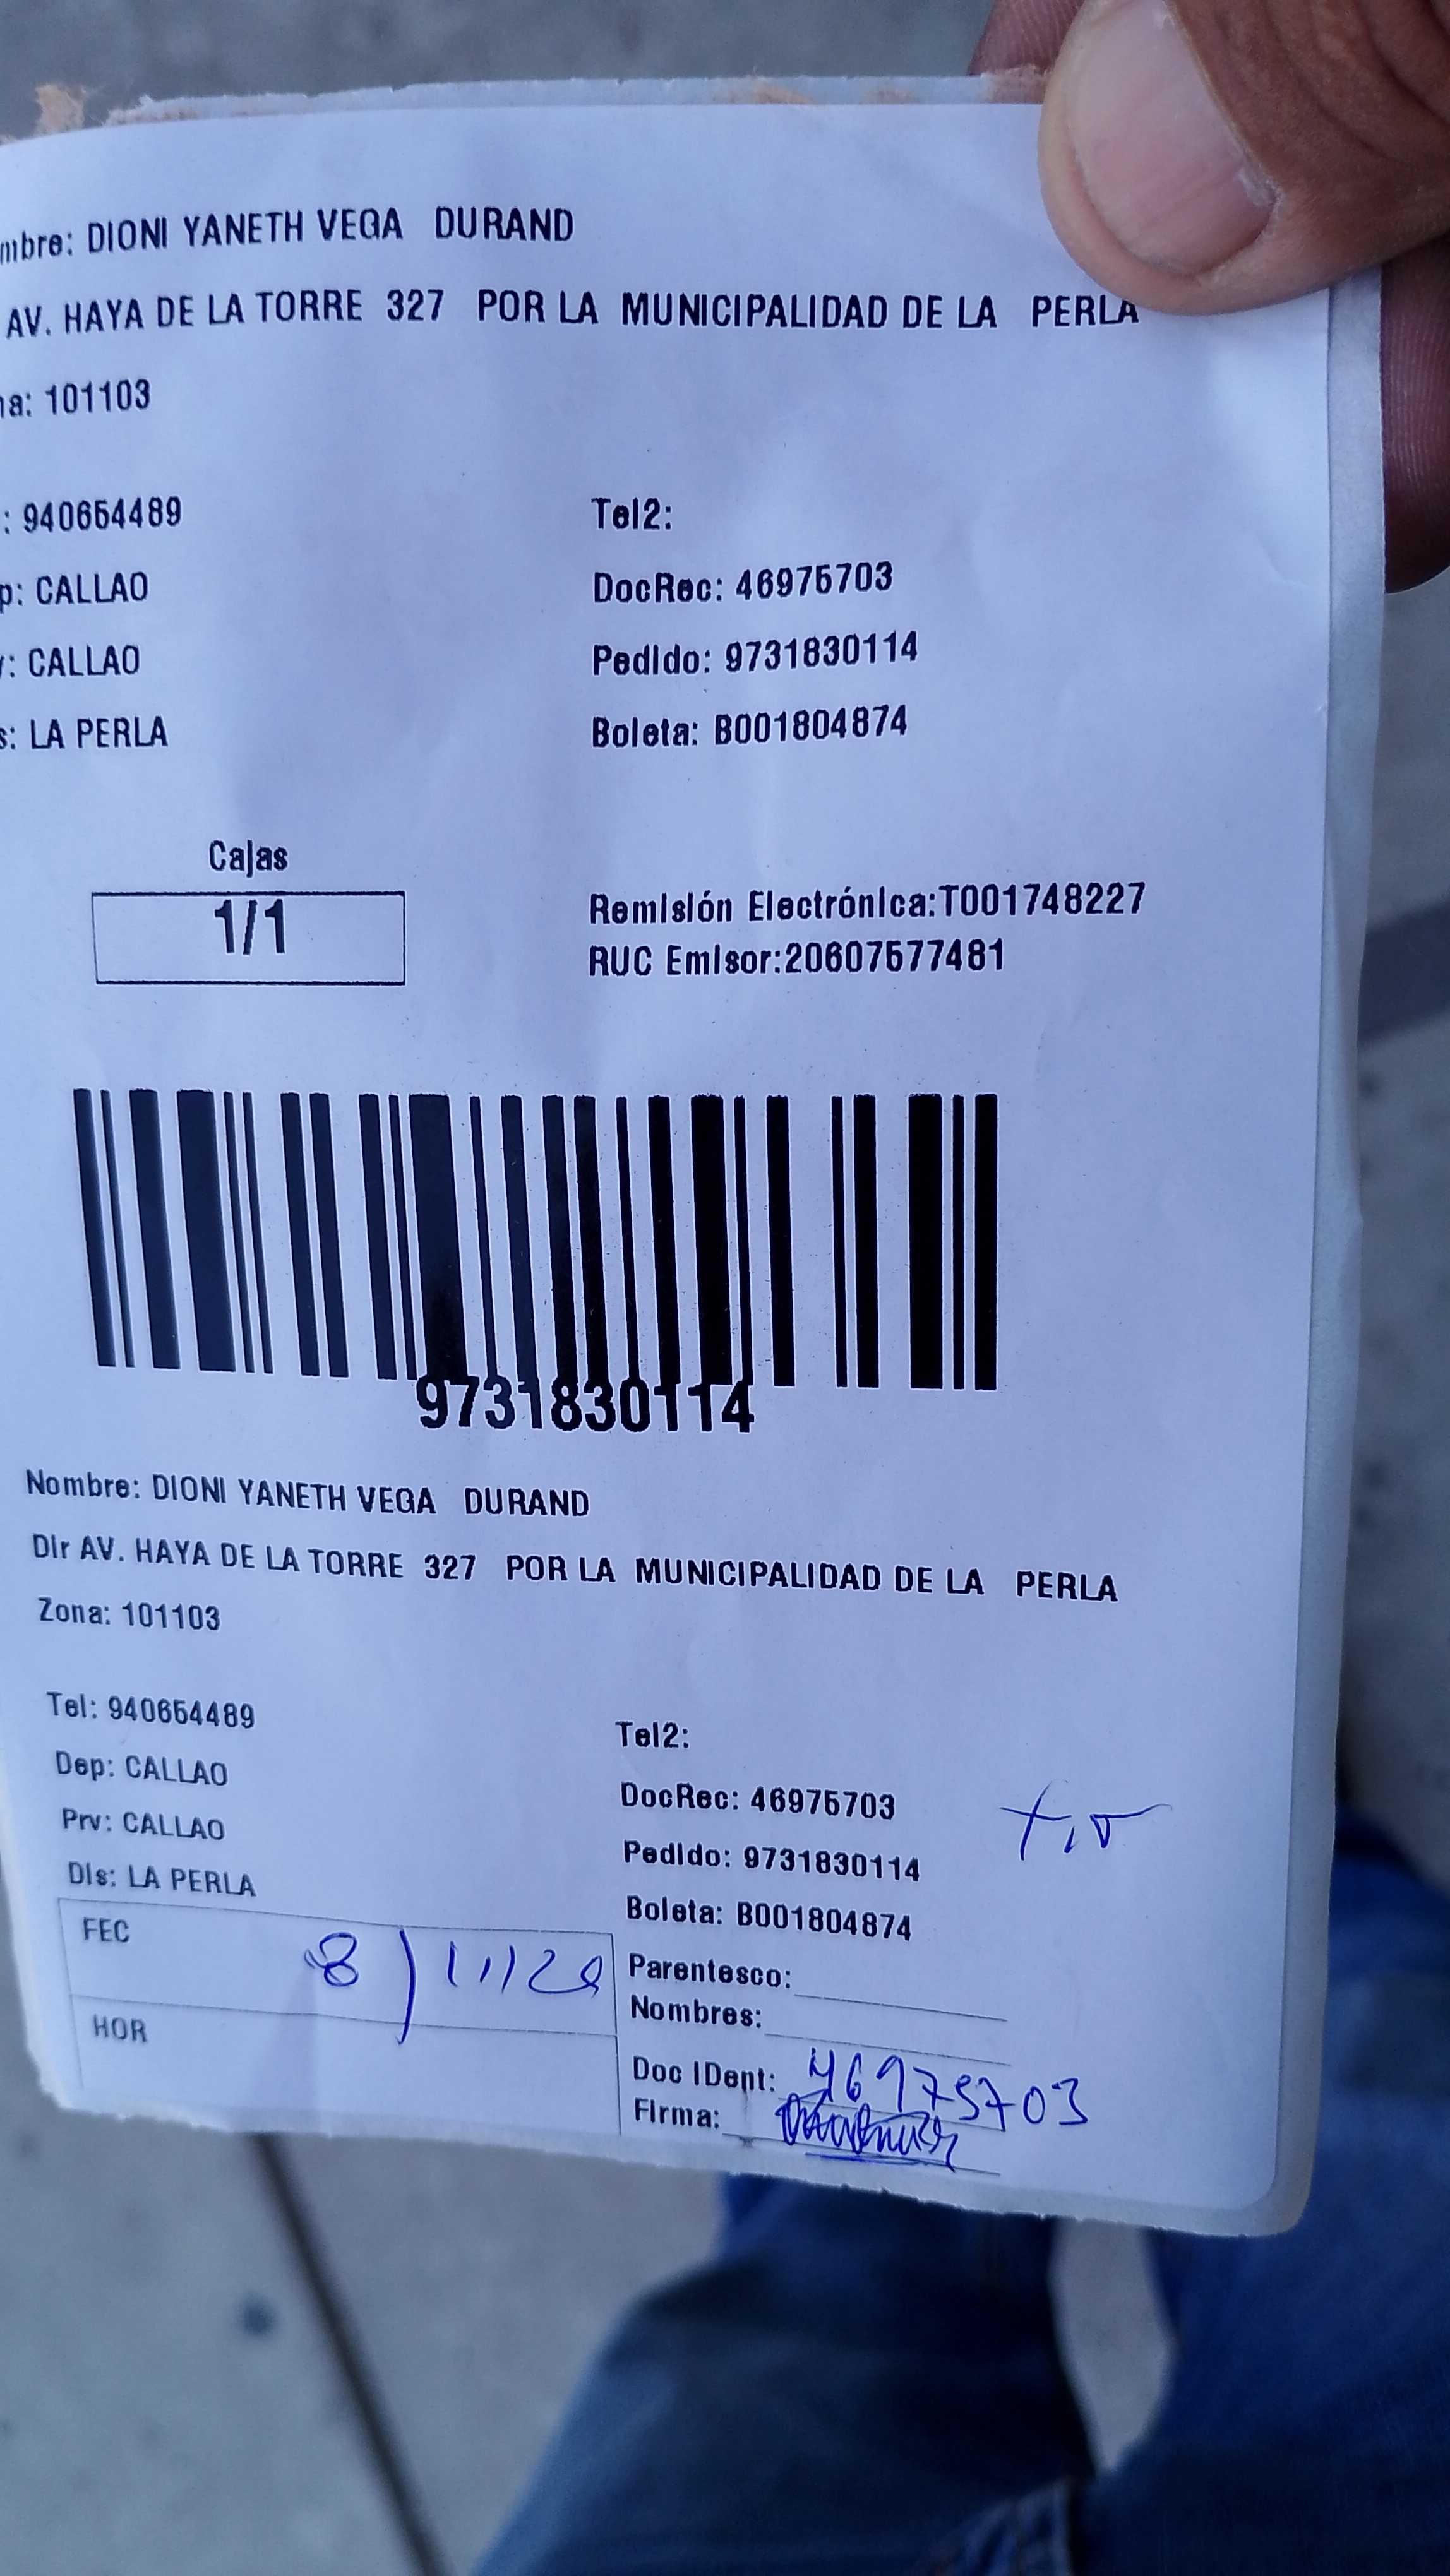 mbre: DIONI YANETH VEGA DURAND
AV. HAYA DE LA TORRE 327 POR LA MUNICIPALIDAD DE LA PERLA
na: 101103
: 940654489
Tel2:
p: CALLAO
DocRec: 46975703
v: CALLAO
Pedido: 9731830114
s: LA PERLA
Boleta: B001804874
Cajas
1/1
Remisión Electrónica:T001748227
RUC Emisor:20607577481
9731830114
Nombre: DIONI YANETH VEGA DURAND
Dir AV. HAYA DE LA TORRE 327 POR LA MUNICIPALIDAD DE LA PERLA
Zona: 101103
Tel: 940654489
Tel2:
Dep: CALLAO
DocRec: 46975703
Prv: CALLAO
Pedido: 9731830114
Dis: LA PERLA
Boleta: B001804874
FEC 8/11/
Parentesco:
Nombres:
HOR
Doc IDent: 46975703
Firma: